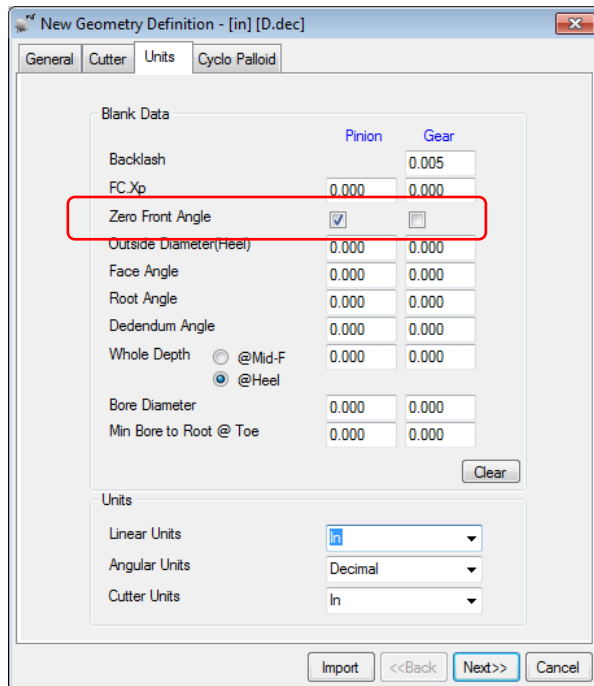 New Geometry Definition - [in] [D.dec]
General Cutter Units Cyclo Palloid
Blank Data
Pinion Gear
Backlash 0.005
FC.Xp 0.000 0.000
Zero Front Angle
Outside Diameter(Heel) 0.000 0.000
Face Angle 0.000 0.000
Root Angle 0.000 0.000
Dedendum Angle 0.000 0.000
Whole Depth @Mid-F 0.000 0.000
@Heel
Bore Diameter 0.000 0.000
Min Bore to Root @ Toe 0.000 0.000
Clear
Units
Linear Units In
Angular Units Decimal
Cutter Units In
Import <<Back Next>> Cancel